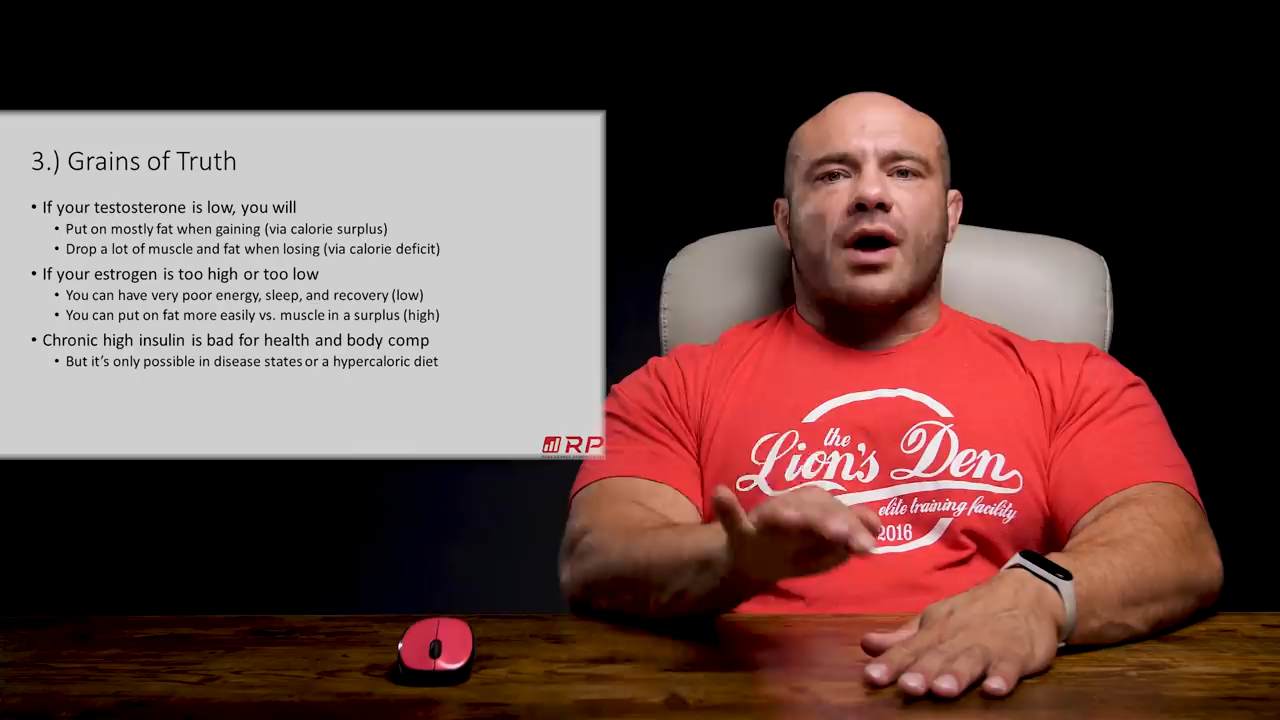 3.) Grains of Truth
• If your testosterone is low, you will
• Put on mostly fat when gaining (via calorie surplus)
• Drop a lot of muscle and fat when losing (via calorie deficit)
• If your estrogen is too high or too low
• You can have very poor energy, sleep, and recovery (low)
• You can put on fat more easily vs. muscle in a surplus (high)
• Chronic high insulin is bad for health and body comp
• But it's only possible in disease states or a hypercaloric diet
RP
the
Lion's Den
elite training facility
2016